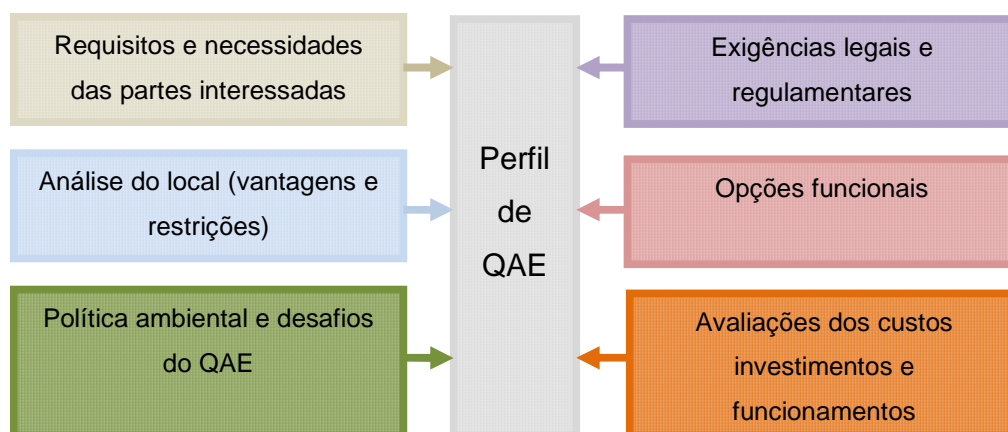 Requisitos e necessidades
das partes interessadas
Análise do local (vantagens e
restrições)
Política ambiental e desafios
do QAE
Perfil
de
QAE
Exigências legais e
regulamentares
Opções funcionais
Avaliações dos custos
investimentos e
funcionamentos